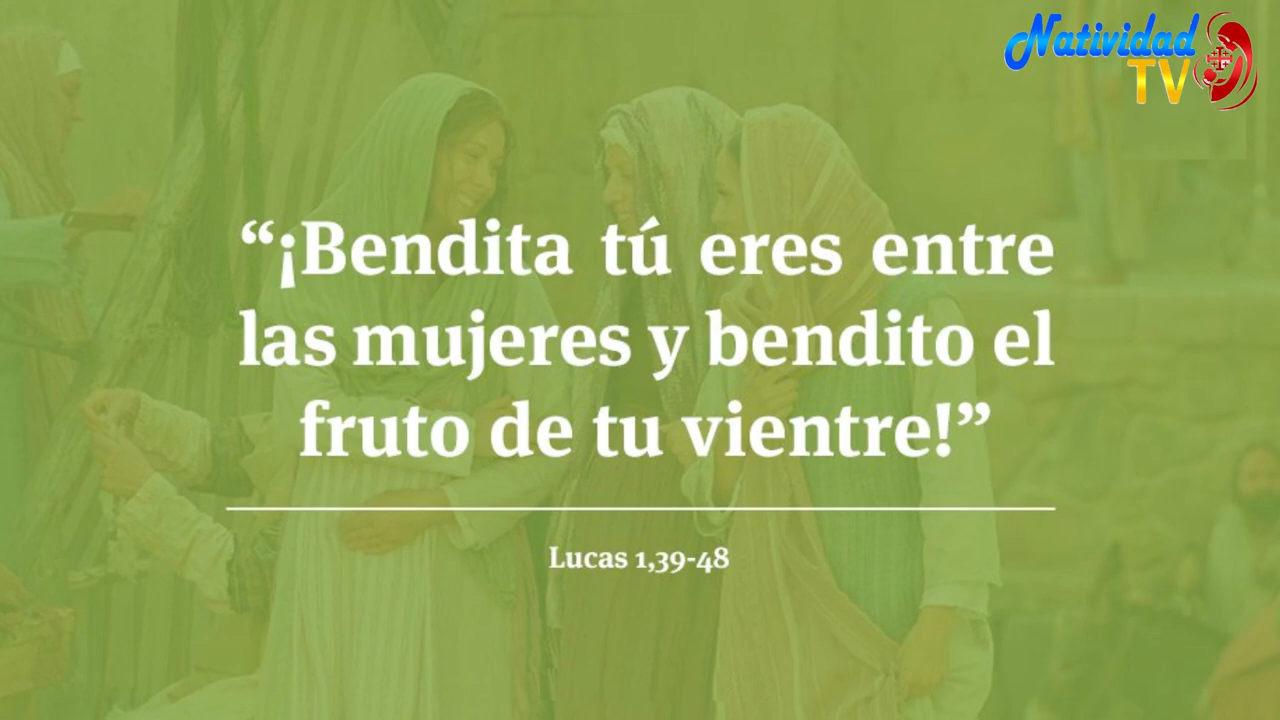 Natividad
TV
“¡Bendita tú eres entre
las mujeres y bendito el
fruto de tu vientre!”
Lucas 1,39-48